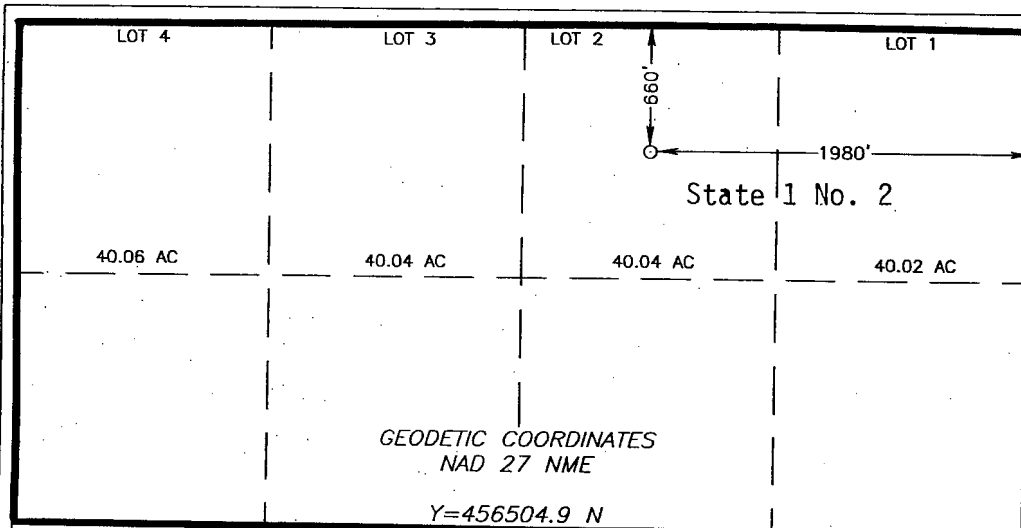 LOT 4
LOT 3
LOT 2
LOT 1
660'
1980'
State 1 No. 2
40.06 AC
40.04 AC
40.04 AC
40.02 AC
GEODETIC COORDINATES
NAD 27 NME
Y=456504.9 N